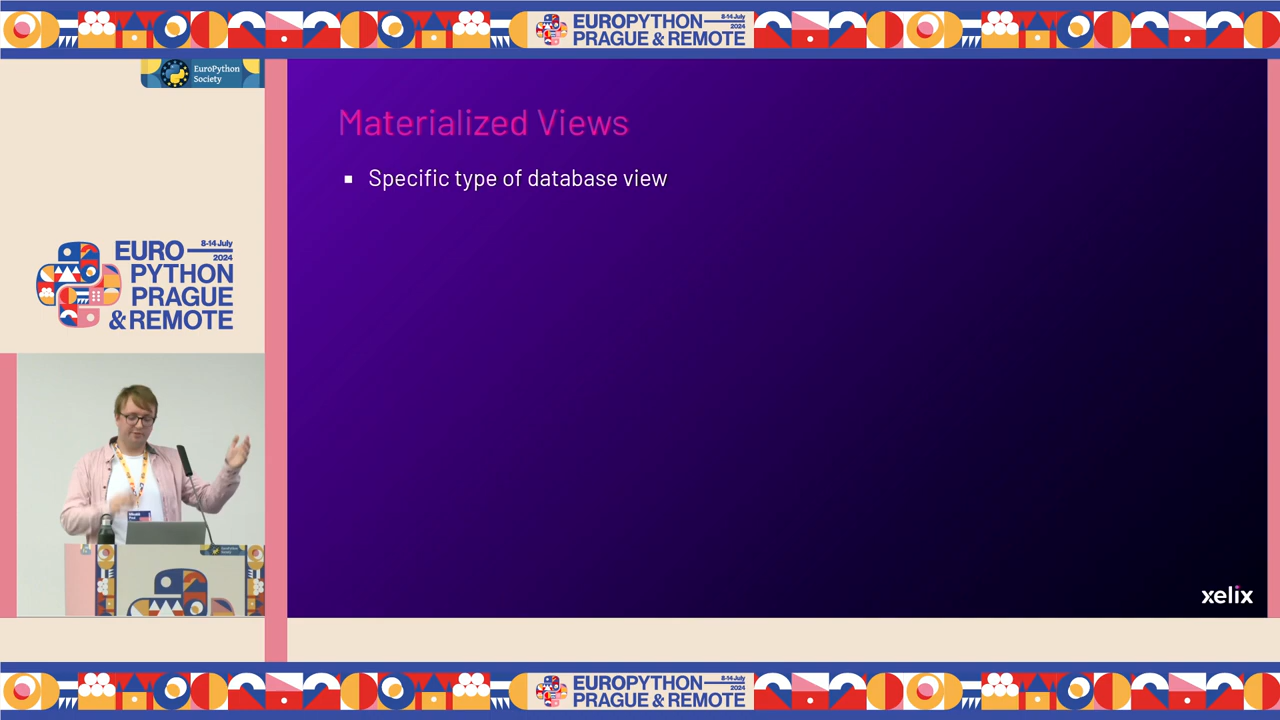 EUROPYTHON
8-14 July
2024
PRAGUE & REMOTE
EuroPython
Society
Materialized Views
Specific type of database view
EURO
8-14 July
2024
PYTHON
PRAGUE
& REMOTE
xelix
EUROPYTHON
8-14 July
2024
PRAGUE & REMOTE